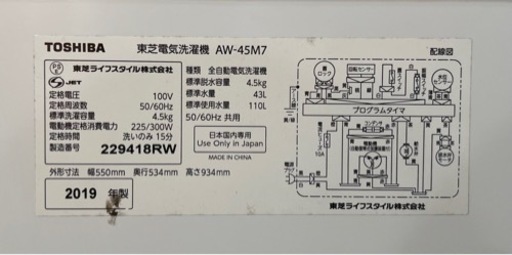 TOSHIBA 東芝電気洗濯機 AW-45M7
東芝ライフスタイル株式会社
JET
定格電圧 100V
定格周波数 50/60Hz
標準洗濯容量 4.5kg
電動機定格消費電力 225/300W
定格時間 洗いのみ 15分
製造番号 229418RW
外形寸法 幅550mm 奥行534mm 高さ934mm
2019 年製
種類 全自動電気洗濯機
標準脱水容量 4.5kg
標準水量 43L
標準使用水量 110L
50/60Hz 共用
日本国内専用
Use Only in Japan
MADE IN CHINA
配線図
プログラムタイマ
コンデンサ
電動機
東芝ライフスタイル株式会社